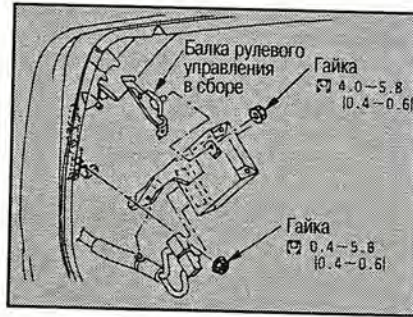 Балка рулевого
управления
в сборе
Гайка
4.0~5.8
(0.4~0.6)
Гайка
0.4~5.8
(0.4~0.6)